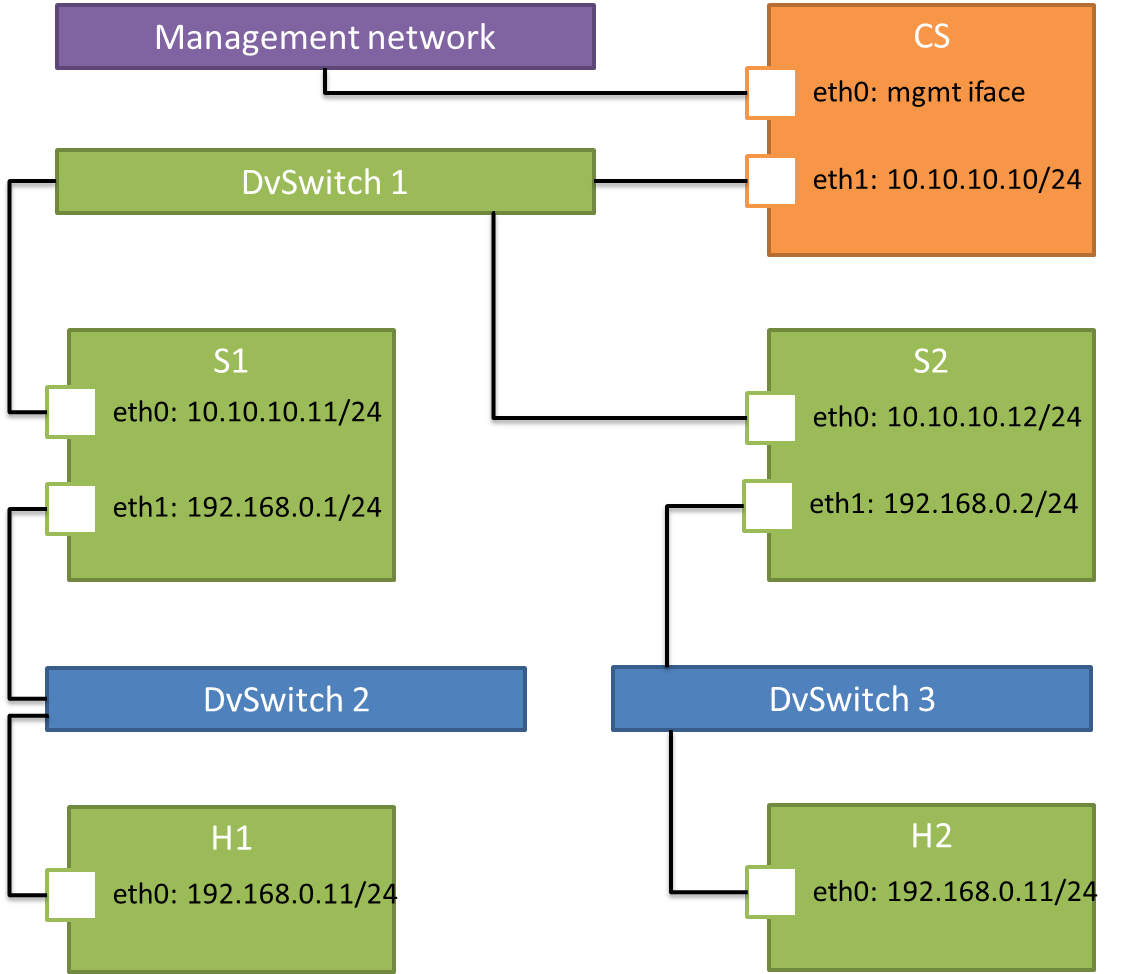 Management network
CS
eth0: mgmt iface
DvSwitch 1
eth1: 10.10.10.10/24
S1
eth0: 10.10.10.11/24
eth1: 192.168.0.1/24
S2
eth0: 10.10.10.12/24
eth1: 192.168.0.2/24
DvSwitch 2
DvSwitch 3
H1
eth0: 192.168.0.11/24
H2
eth0: 192.168.0.11/24